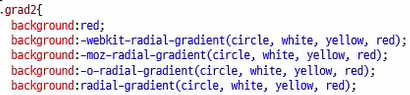 .grad2{
background:red;
background:-webkit-radial-gradient(circle, white, yellow, red);
background:-moz-radial-gradient(circle, white, yellow, red);
background:-o-radial-gradient(circle, white, yellow, red);
background:radial-gradient(circle, white, yellow, red);